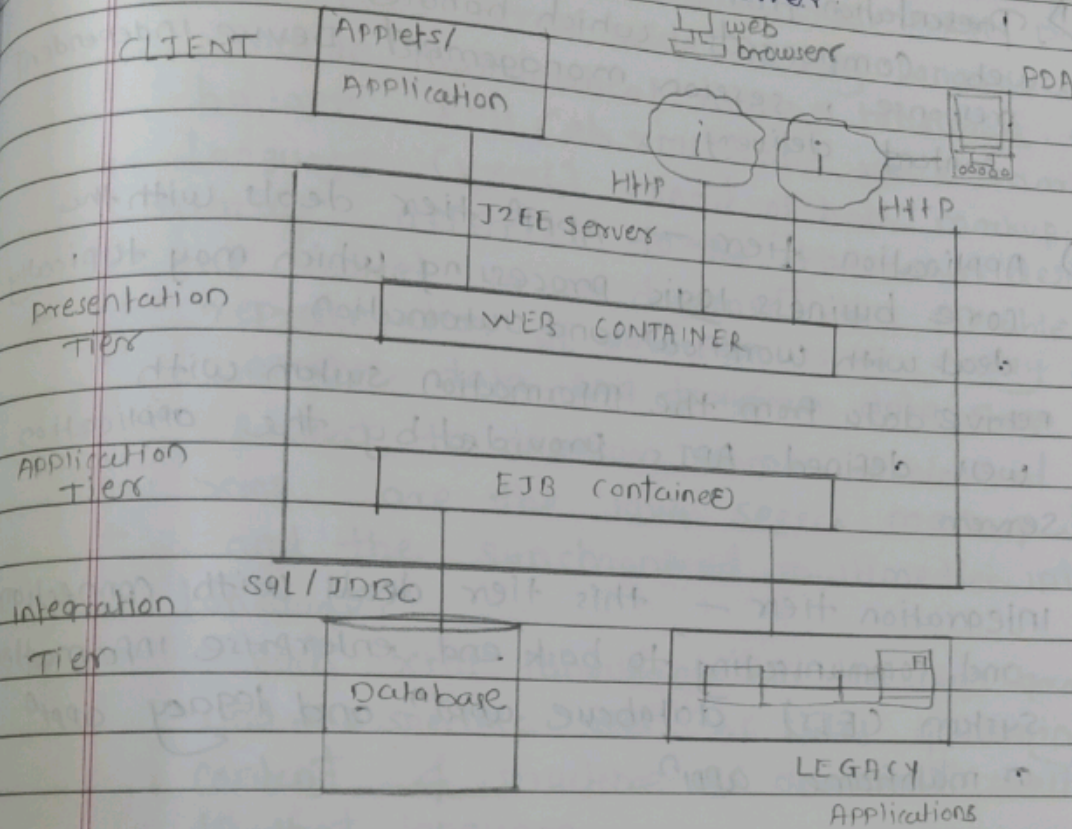 CLIENT
Applets/
Application
web
browser
PDA
i
i
HTTP
HTTP
J2EE Server
Presentation
Tier
WEB CONTAINER
Application
Tier
EJB Container
SQL / JDBC
integration
Tier
Database
LEGACY
Applications